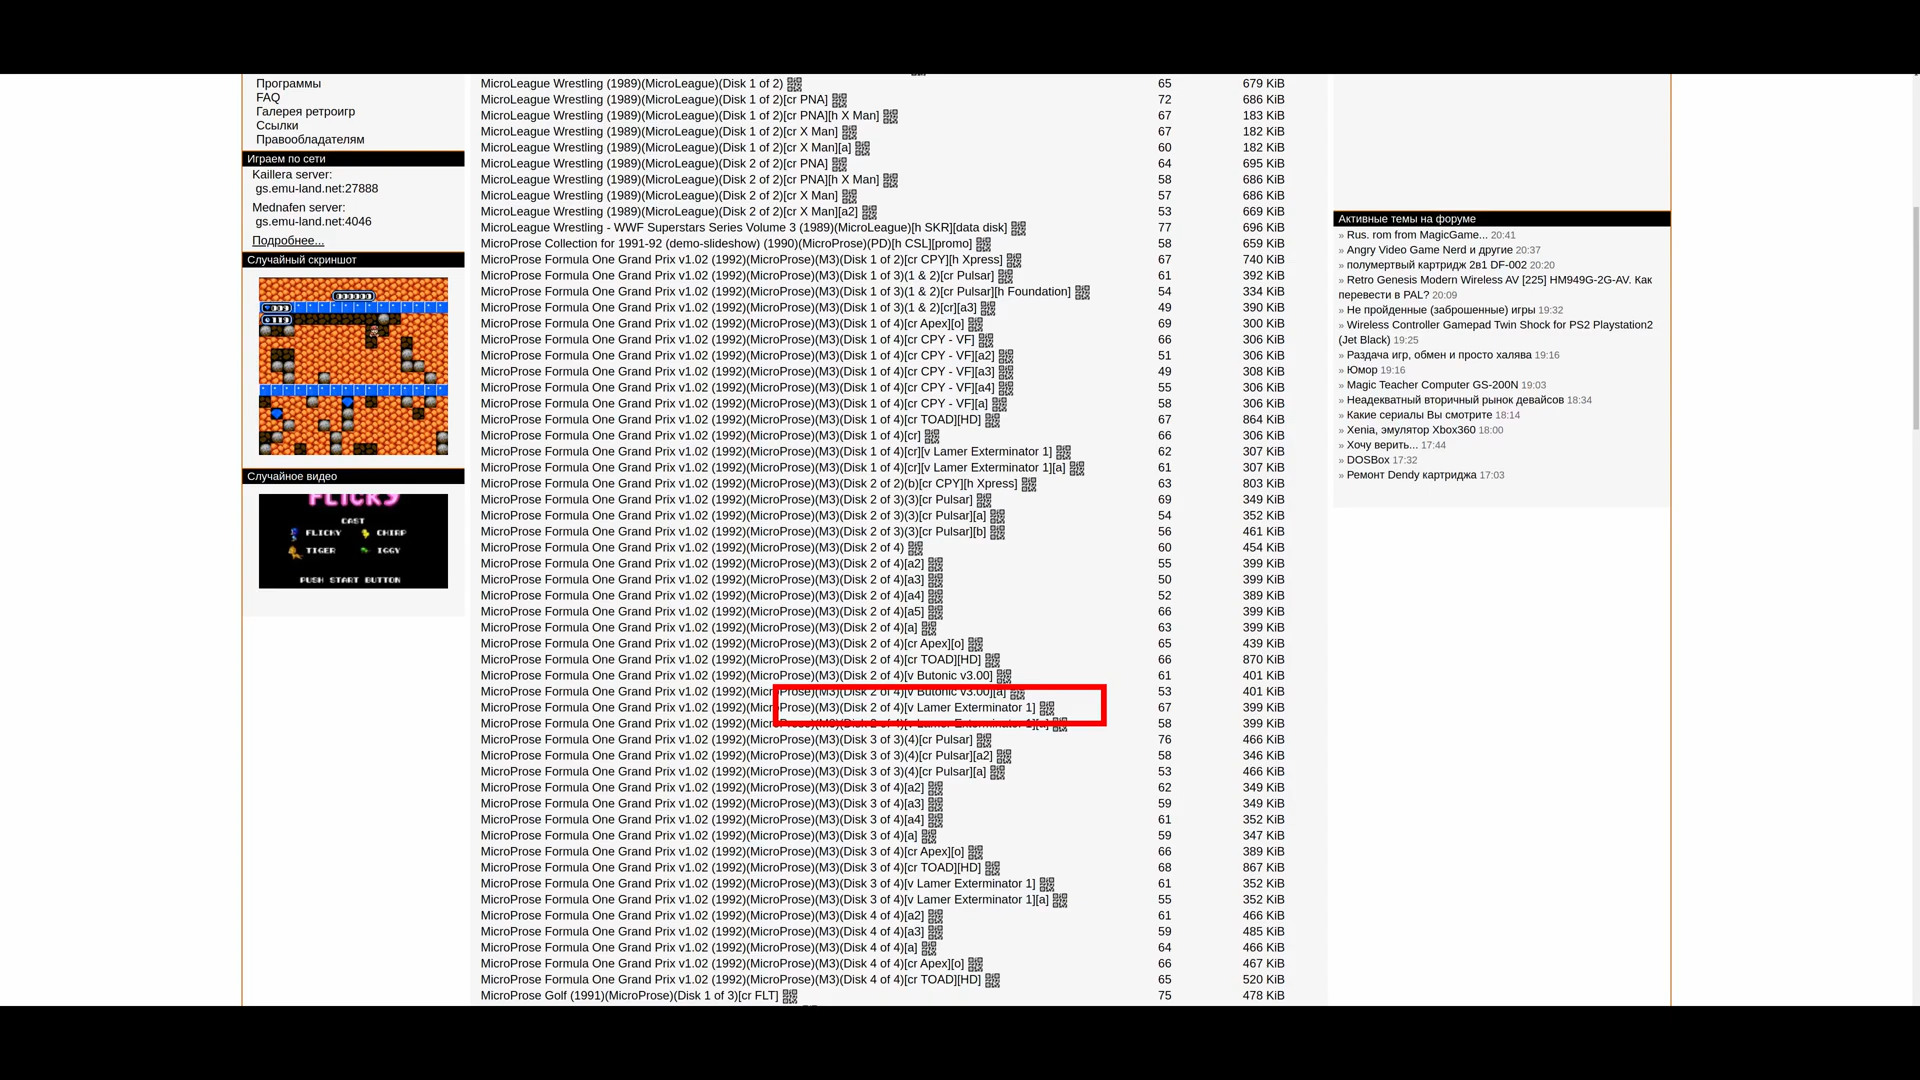 Программы
FAQ
Галерея ретроигр
Ссылки
Правообладателям
Играем по сети
Kaillera server:
gs.emu-land.net:27888
Mednafen server:
gs.emu-land.net:4046
Подробнее...
Случайный скриншот
Случайное видео
FLICKY
CAST
FLICKY CHIRP
TIGER IGGY
PUSH START BUTTON
MicroLeague Wrestling (1989)(MicroLeague)(Disk 1 of 2) 65 679 KiB
MicroLeague Wrestling (1989)(MicroLeague)(Disk 1 of 2)[cr PNA] 72 686 KiB
MicroLeague Wrestling (1989)(MicroLeague)(Disk 1 of 2)[cr PNA][h X Man] 67 183 KiB
MicroLeague Wrestling (1989)(MicroLeague)(Disk 1 of 2)[cr X Man] 67 182 KiB
MicroLeague Wrestling (1989)(MicroLeague)(Disk 1 of 2)[cr X Man][a] 60 182 KiB
MicroLeague Wrestling (1989)(MicroLeague)(Disk 2 of 2)[cr PNA] 64 695 KiB
MicroLeague Wrestling (1989)(MicroLeague)(Disk 2 of 2)[cr PNA][h X Man] 58 686 KiB
MicroLeague Wrestling (1989)(MicroLeague)(Disk 2 of 2)[cr X Man] 57 686 KiB
MicroLeague Wrestling (1989)(MicroLeague)(Disk 2 of 2)[cr X Man][a2] 53 669 KiB
MicroLeague Wrestling - WWF Superstars Series Volume 3 (1989)(MicroLeague)[h SKR][data disk] 77 696 KiB
MicroProse Collection for 1991-92 (demo-slideshow) (1990)(MicroProse)(PD)[h CSL][promo] 58 659 KiB
MicroProse Formula One Grand Prix v1.02 (1992)(MicroProse)(M3)(Disk 1 of 2)[cr CPY][h Xpress] 67 740 KiB
MicroProse Formula One Grand Prix v1.02 (1992)(MicroProse)(M3)(Disk 1 of 3)(1 & 2)[cr Pulsar] 61 392 KiB
MicroProse Formula One Grand Prix v1.02 (1992)(MicroProse)(M3)(Disk 1 of 3)(1 & 2)[cr Pulsar][h Foundation] 54 334 KiB
MicroProse Formula One Grand Prix v1.02 (1992)(MicroProse)(M3)(Disk 1 of 3)(1 & 2)[cr][a3] 49 390 KiB
MicroProse Formula One Grand Prix v1.02 (1992)(MicroProse)(M3)(Disk 1 of 4)[cr Apex][o] 69 300 KiB
MicroProse Formula One Grand Prix v1.02 (1992)(MicroProse)(M3)(Disk 1 of 4)[cr CPY - VF] 66 306 KiB
MicroProse Formula One Grand Prix v1.02 (1992)(MicroProse)(M3)(Disk 1 of 4)[cr CPY - VF][a2] 51 306 KiB
MicroProse Formula One Grand Prix v1.02 (1992)(MicroProse)(M3)(Disk 1 of 4)[cr CPY - VF][a3] 49 308 KiB
MicroProse Formula One Grand Prix v1.02 (1992)(MicroProse)(M3)(Disk 1 of 4)[cr CPY - VF][a4] 55 306 KiB
MicroProse Formula One Grand Prix v1.02 (1992)(MicroProse)(M3)(Disk 1 of 4)[cr CPY - VF][a] 58 306 KiB
MicroProse Formula One Grand Prix v1.02 (1992)(MicroProse)(M3)(Disk 1 of 4)[cr TOAD][HD] 67 864 KiB
MicroProse Formula One Grand Prix v1.02 (1992)(MicroProse)(M3)(Disk 1 of 4)[cr] 66 306 KiB
MicroProse Formula One Grand Prix v1.02 (1992)(MicroProse)(M3)(Disk 1 of 4)[cr][v Lamer Exterminator 1] 62 307 KiB
MicroProse Formula One Grand Prix v1.02 (1992)(MicroProse)(M3)(Disk 1 of 4)[cr][v Lamer Exterminator 1][a] 61 307 KiB
MicroProse Formula One Grand Prix v1.02 (1992)(MicroProse)(M3)(Disk 2 of 2)(b)[cr CPY][h Xpress] 63 803 KiB
MicroProse Formula One Grand Prix v1.02 (1992)(MicroProse)(M3)(Disk 2 of 3)(3)[cr Pulsar] 69 349 KiB
MicroProse Formula One Grand Prix v1.02 (1992)(MicroProse)(M3)(Disk 2 of 3)(3)[cr Pulsar][a] 54 352 KiB
MicroProse Formula One Grand Prix v1.02 (1992)(MicroProse)(M3)(Disk 2 of 3)(3)[cr Pulsar][b] 56 461 KiB
MicroProse Formula One Grand Prix v1.02 (1992)(MicroProse)(M3)(Disk 2 of 4) 60 454 KiB
MicroProse Formula One Grand Prix v1.02 (1992)(MicroProse)(M3)(Disk 2 of 4)[a2] 55 399 KiB
MicroProse Formula One Grand Prix v1.02 (1992)(MicroProse)(M3)(Disk 2 of 4)[a3] 50 399 KiB
MicroProse Formula One Grand Prix v1.02 (1992)(MicroProse)(M3)(Disk 2 of 4)[a4] 52 389 KiB
MicroProse Formula One Grand Prix v1.02 (1992)(MicroProse)(M3)(Disk 2 of 4)[a5] 66 399 KiB
MicroProse Formula One Grand Prix v1.02 (1992)(MicroProse)(M3)(Disk 2 of 4)[a] 63 399 KiB
MicroProse Formula One Grand Prix v1.02 (1992)(MicroProse)(M3)(Disk 2 of 4)[cr Apex][o] 65 439 KiB
MicroProse Formula One Grand Prix v1.02 (1992)(MicroProse)(M3)(Disk 2 of 4)[cr TOAD][HD] 66 870 KiB
MicroProse Formula One Grand Prix v1.02 (1992)(MicroProse)(M3)(Disk 2 of 4)[v Butonic v3.00] 61 401 KiB
MicroProse Formula One Grand Prix v1.02 (1992)(MicroProse)(M3)(Disk 2 of 4)[v Butonic v3.00][a] 53 401 KiB
MicroProse Formula One Grand Prix v1.02 (1992)(MicroProse)(M3)(Disk 2 of 4)[v Lamer Exterminator 1] 67 399 KiB
MicroProse Formula One Grand Prix v1.02 (1992)(MicroProse)(M3)(Disk 2 of 4)[v Lamer Exterminator 1][a] 58 399 KiB
MicroProse Formula One Grand Prix v1.02 (1992)(MicroProse)(M3)(Disk 3 of 3)(4)[cr Pulsar] 76 466 KiB
MicroProse Formula One Grand Prix v1.02 (1992)(MicroProse)(M3)(Disk 3 of 3)(4)[cr Pulsar][a2] 58 346 KiB
MicroProse Formula One Grand Prix v1.02 (1992)(MicroProse)(M3)(Disk 3 of 3)(4)[cr Pulsar][a] 53 466 KiB
MicroProse Formula One Grand Prix v1.02 (1992)(MicroProse)(M3)(Disk 3 of 4)[a2] 62 349 KiB
MicroProse Formula One Grand Prix v1.02 (1992)(MicroProse)(M3)(Disk 3 of 4)[a3] 59 349 KiB
MicroProse Formula One Grand Prix v1.02 (1992)(MicroProse)(M3)(Disk 3 of 4)[a4] 61 352 KiB
MicroProse Formula One Grand Prix v1.02 (1992)(MicroProse)(M3)(Disk 3 of 4)[a] 59 347 KiB
MicroProse Formula One Grand Prix v1.02 (1992)(MicroProse)(M3)(Disk 3 of 4)[cr Apex][o] 66 389 KiB
MicroProse Formula One Grand Prix v1.02 (1992)(MicroProse)(M3)(Disk 3 of 4)[cr TOAD][HD] 68 867 KiB
MicroProse Formula One Grand Prix v1.02 (1992)(MicroProse)(M3)(Disk 3 of 4)[v Lamer Exterminator 1] 61 352 KiB
MicroProse Formula One Grand Prix v1.02 (1992)(MicroProse)(M3)(Disk 3 of 4)[v Lamer Exterminator 1][a] 55 352 KiB
MicroProse Formula One Grand Prix v1.02 (1992)(MicroProse)(M3)(Disk 4 of 4)[a2] 61 466 KiB
MicroProse Formula One Grand Prix v1.02 (1992)(MicroProse)(M3)(Disk 4 of 4)[a3] 59 485 KiB
MicroProse Formula One Grand Prix v1.02 (1992)(MicroProse)(M3)(Disk 4 of 4)[a] 64 466 KiB
MicroProse Formula One Grand Prix v1.02 (1992)(MicroProse)(M3)(Disk 4 of 4)[cr Apex][o] 66 467 KiB
MicroProse Formula One Grand Prix v1.02 (1992)(MicroProse)(M3)(Disk 4 of 4)[cr TOAD][HD] 65 520 KiB
MicroProse Golf (1991)(MicroProse)(Disk 1 of 3)[cr FLT] 75 478 KiB
Активные темы на форуме
» Rus. rom from MagicGame... 20:41
» Angry Video Game Nerd и другие 20:37
» полумертвый картридж 2в1 DF-002 20:20
» Retro Genesis Modern Wireless AV [225] HM949G-2G-AV. Как
перевести в PAL? 20:09
» Не пройденные (заброшенные) игры 19:32
» Wireless Controller Gamepad Twin Shock for PS2 Playstation2
(Jet Black) 19:25
» Раздача игр, обмен и просто халява 19:16
» Юмор 19:16
» Magic Teacher Computer GS-200N 19:03
» Неадекватный вторичный рынок девайсов 18:34
» Какие сериалы Вы смотрите 18:14
» Xenia, эмулятор Xbox360 18:00
» Хочу верить... 17:44
» DOSBox 17:32
» Ремонт Dendy картриджа 17:03